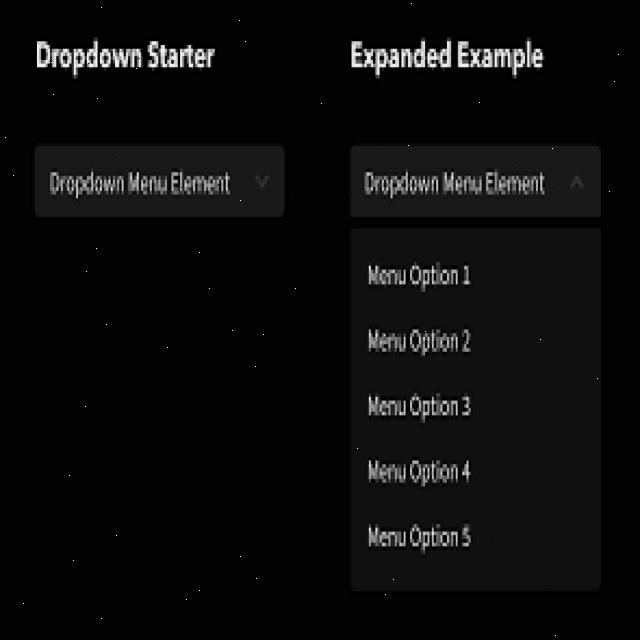 Dropdown Starter
Expanded Example
Dropdown Menu Element
Dropdown Menu Element
Menu Option 1
Menu Option 2
Menu Option 3
Menu Option 4
Menu Option 5